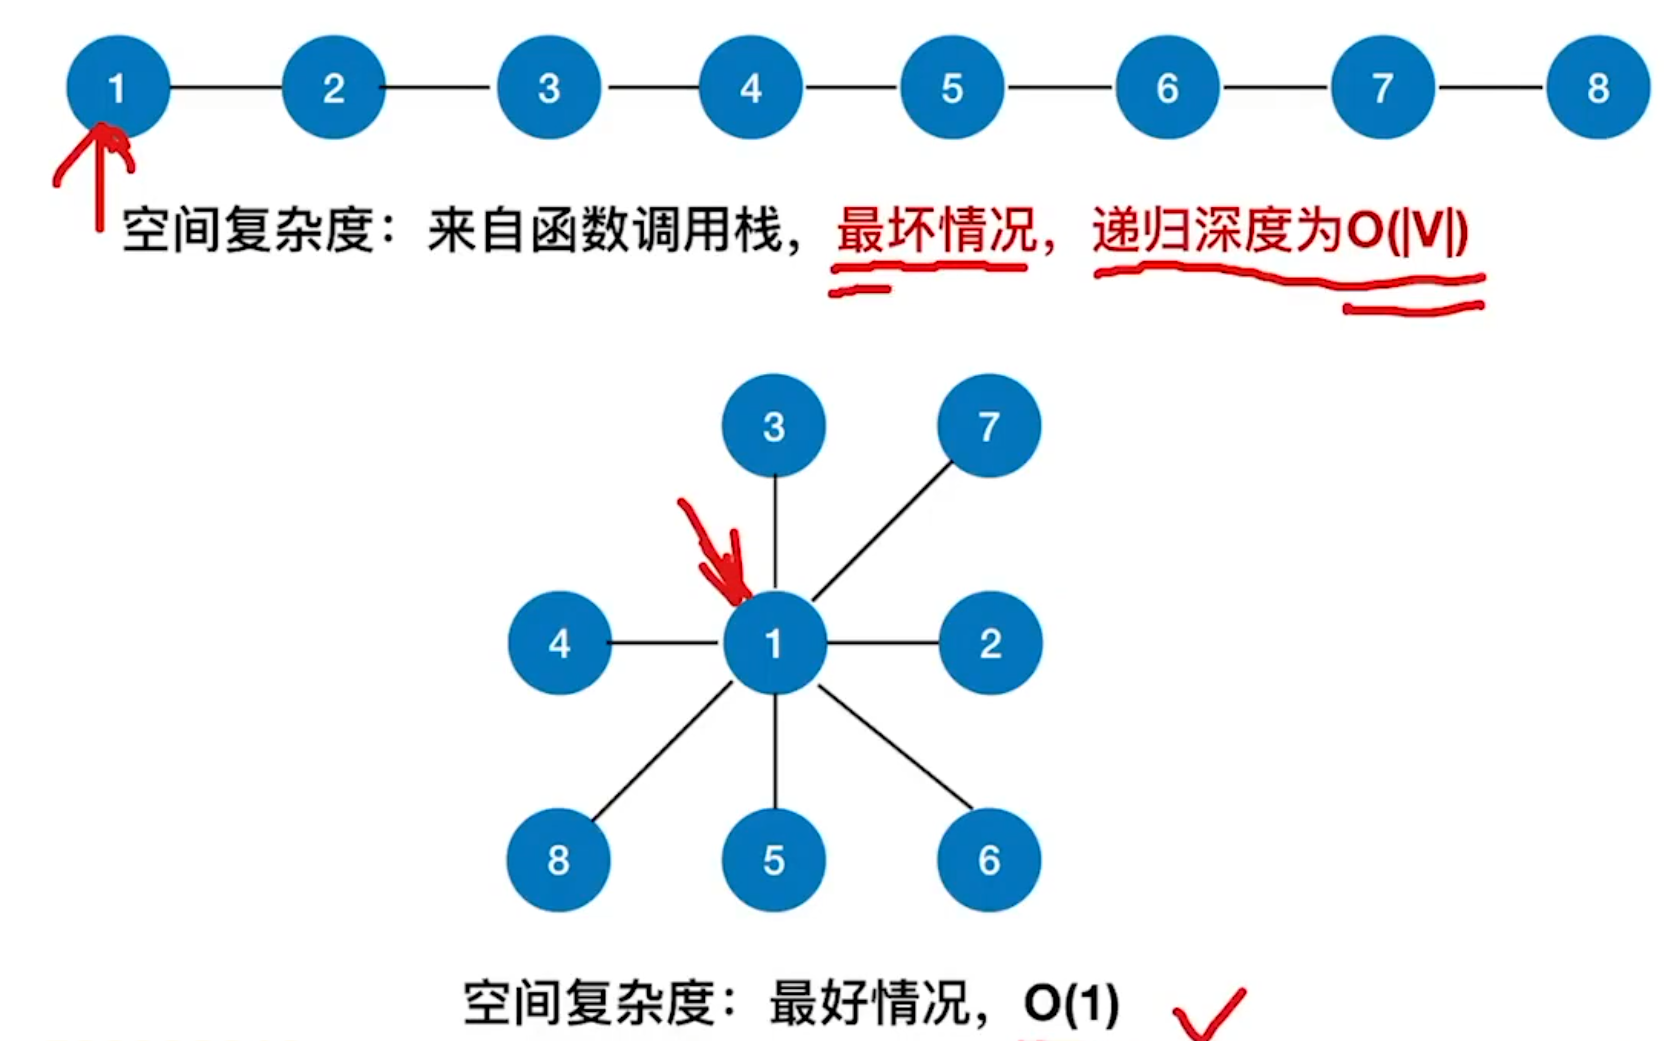 1 2 3 4 5 6 7 8
空间复杂度：来自函数调用栈，最坏情况，递归深度为O(|V|)
3 7
4 1 2
8 5 6
空间复杂度：最好情况，O(1)